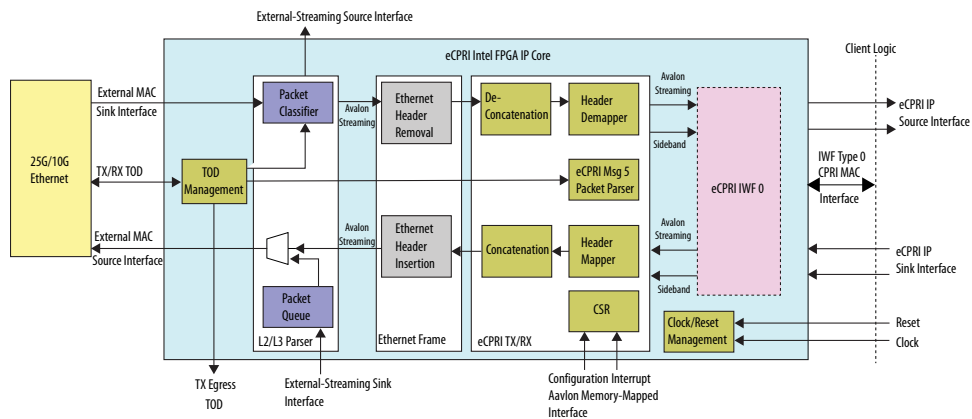 External-Streaming Source Interface
eCPRI Intel FPGA IP Core
Client Logic
External MAC
Sink Interface
Packet
Classifier
Avalon
Streaming
Ethernet
Header
Removal
De-
Concatenation
Header
Demapper
Avalon
Streaming
Sideband
eCPRI IP
Source Interface
25G/10G
Ethernet
TX/RX TOD
TOD
Management
eCPRI Msg 5
Packet Parser
eCPRI IWF 0
IWF Type 0
CPRI MAC
Interface
External MAC
Source Interface
Avalon
Streaming
Ethernet
Header
Insertion
Concatenation
Header
Mapper
Avalon
Streaming
Sideband
eCPRI IP
Sink Interface
Packet
Queue
CSR
Clock/Reset
Management
Reset
Clock
L2/L3 Parser
Ethernet Frame
eCPRI TX/RX
TX Egress
TOD
External-Streaming Sink
Interface
Configuration Interrupt
Aavlon Memory-Mapped
Interface